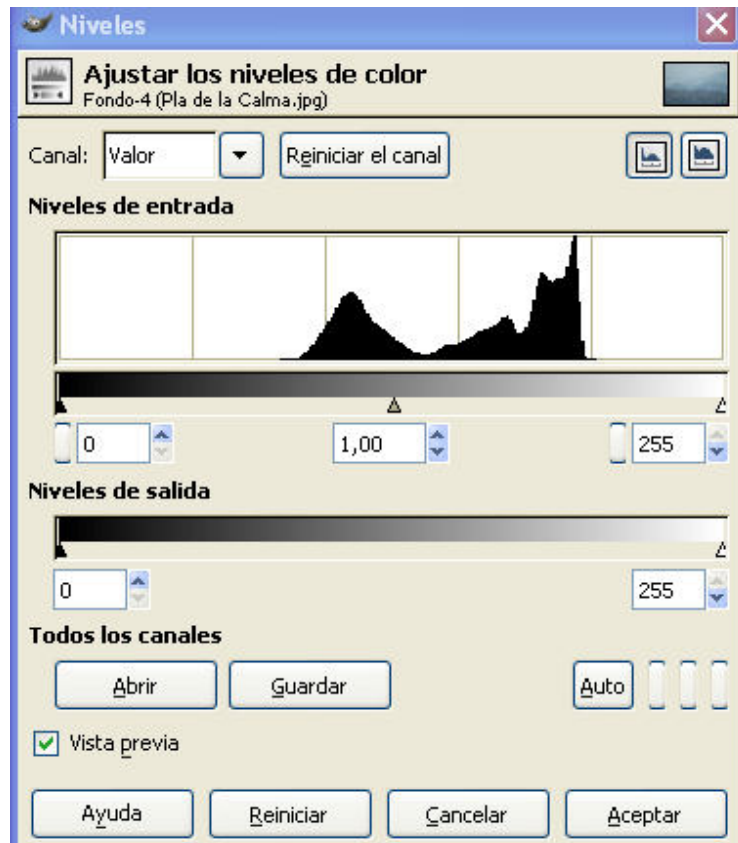 Niveles
Ajustar los niveles de color
Fondo-4 (Pla de la Calma.jpg)
Canal: Valor Reiniciar el canal
Niveles de entrada
0 1,00 255
Niveles de salida
0 255
Todos los canales
Abrir Guardar Auto
Vista previa
Ayuda Reiniciar Cancelar Aceptar